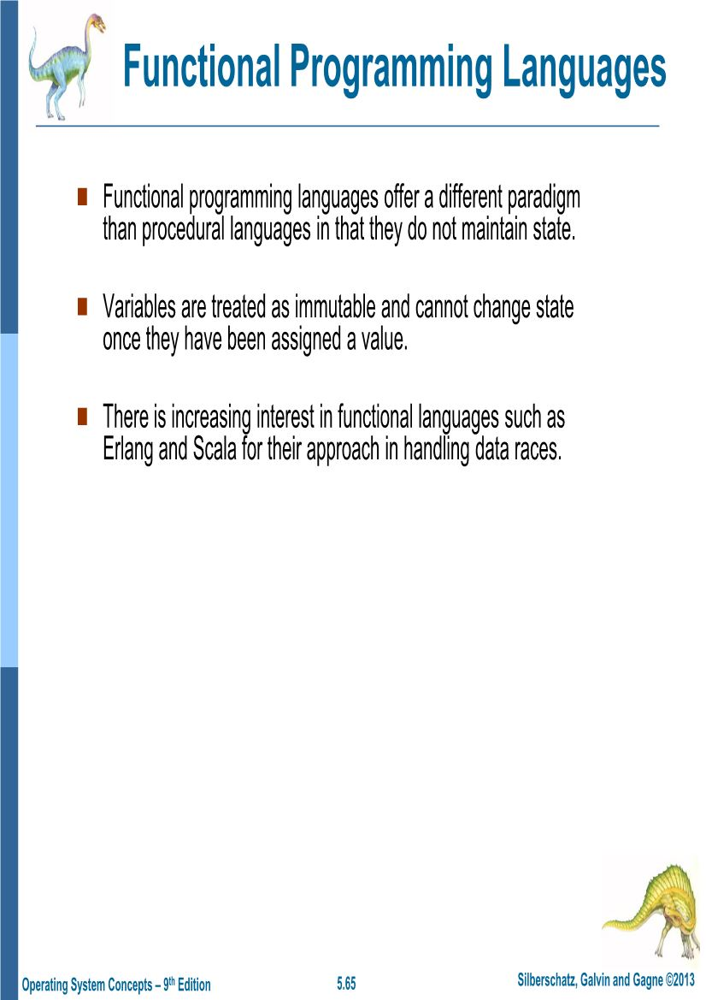 Functional Programming Languages
Functional programming languages offer a different paradigm
than procedural languages in that they do not maintain state.
Variables are treated as immutable and cannot change state
once they have been assigned a value.
There is increasing interest in functional languages such as
Erlang and Scala for their approach in handling data races.
Operating System Concepts – 9th Edition
5.65
Silberschatz, Galvin and Gagne ©2013